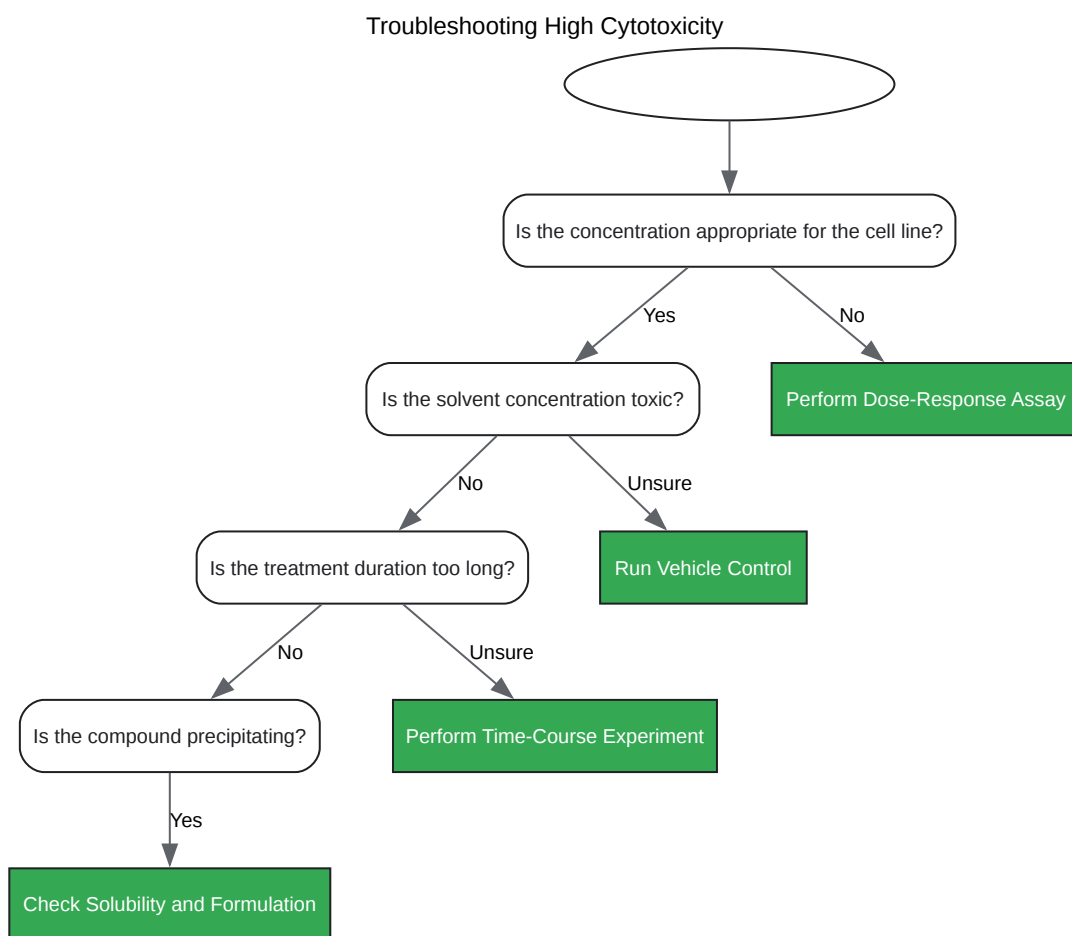 Troubleshooting High Cytotoxicity
Is the concentration appropriate for the cell line?
Yes
No
Is the solvent concentration toxic?
Perform Dose-Response Assay
No
Unsure
Is the treatment duration too long?
Run Vehicle Control
No
Unsure
Is the compound precipitating?
Perform Time-Course Experiment
Yes
Check Solubility and Formulation